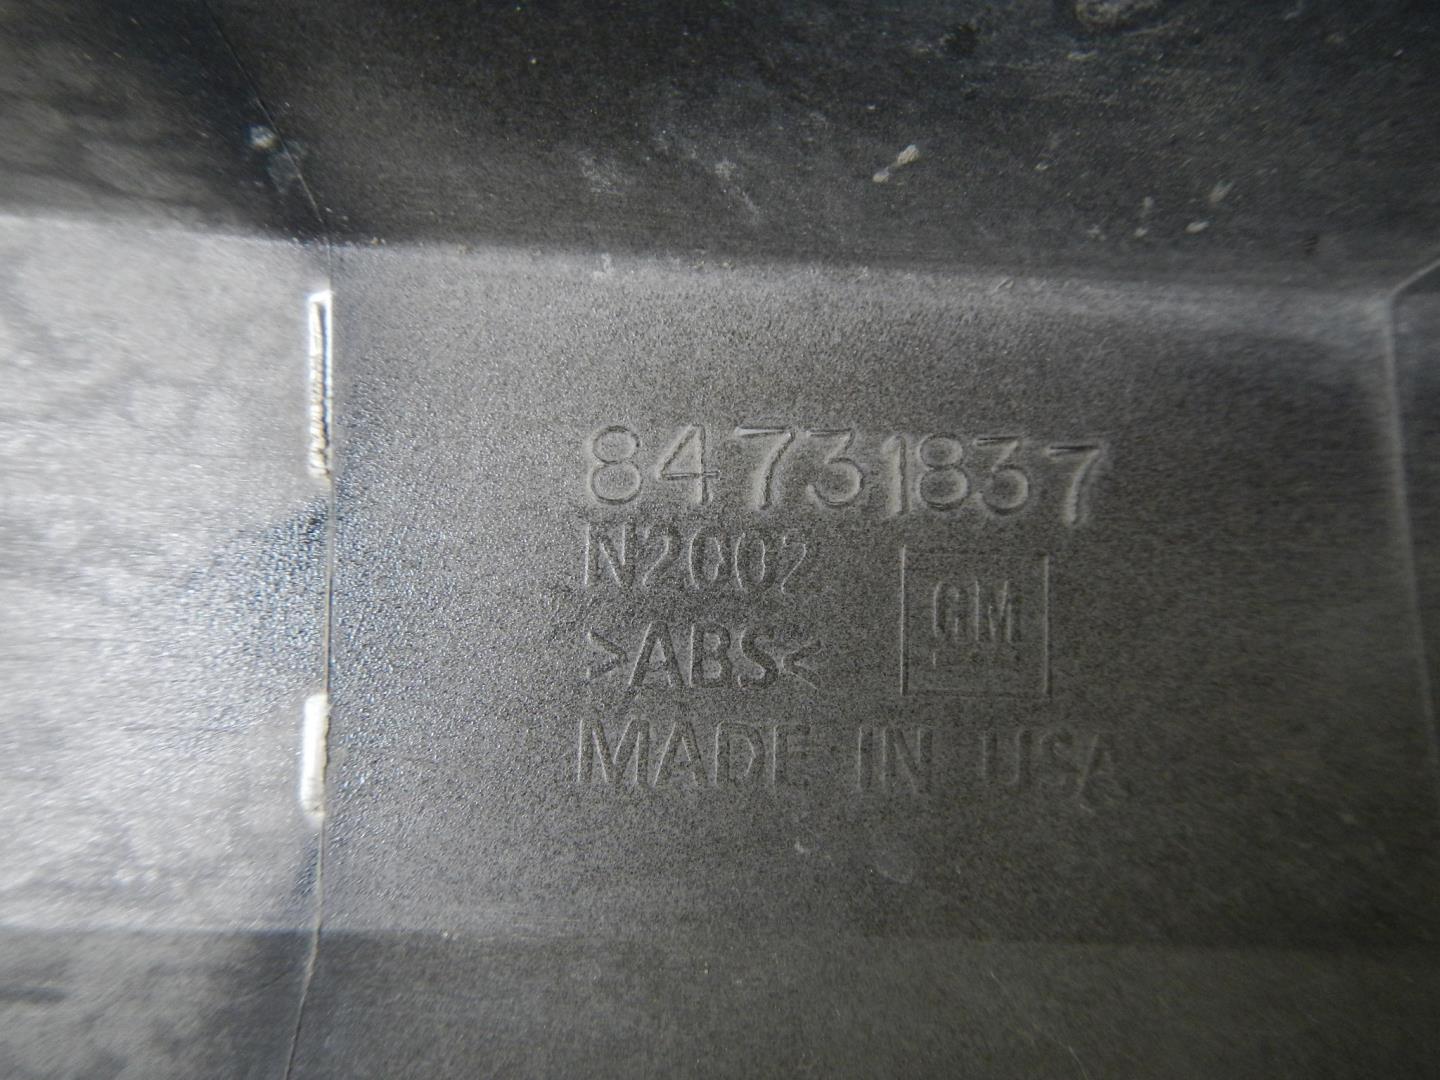 84731837
N2002
>ABS<
GM
MADE IN USA